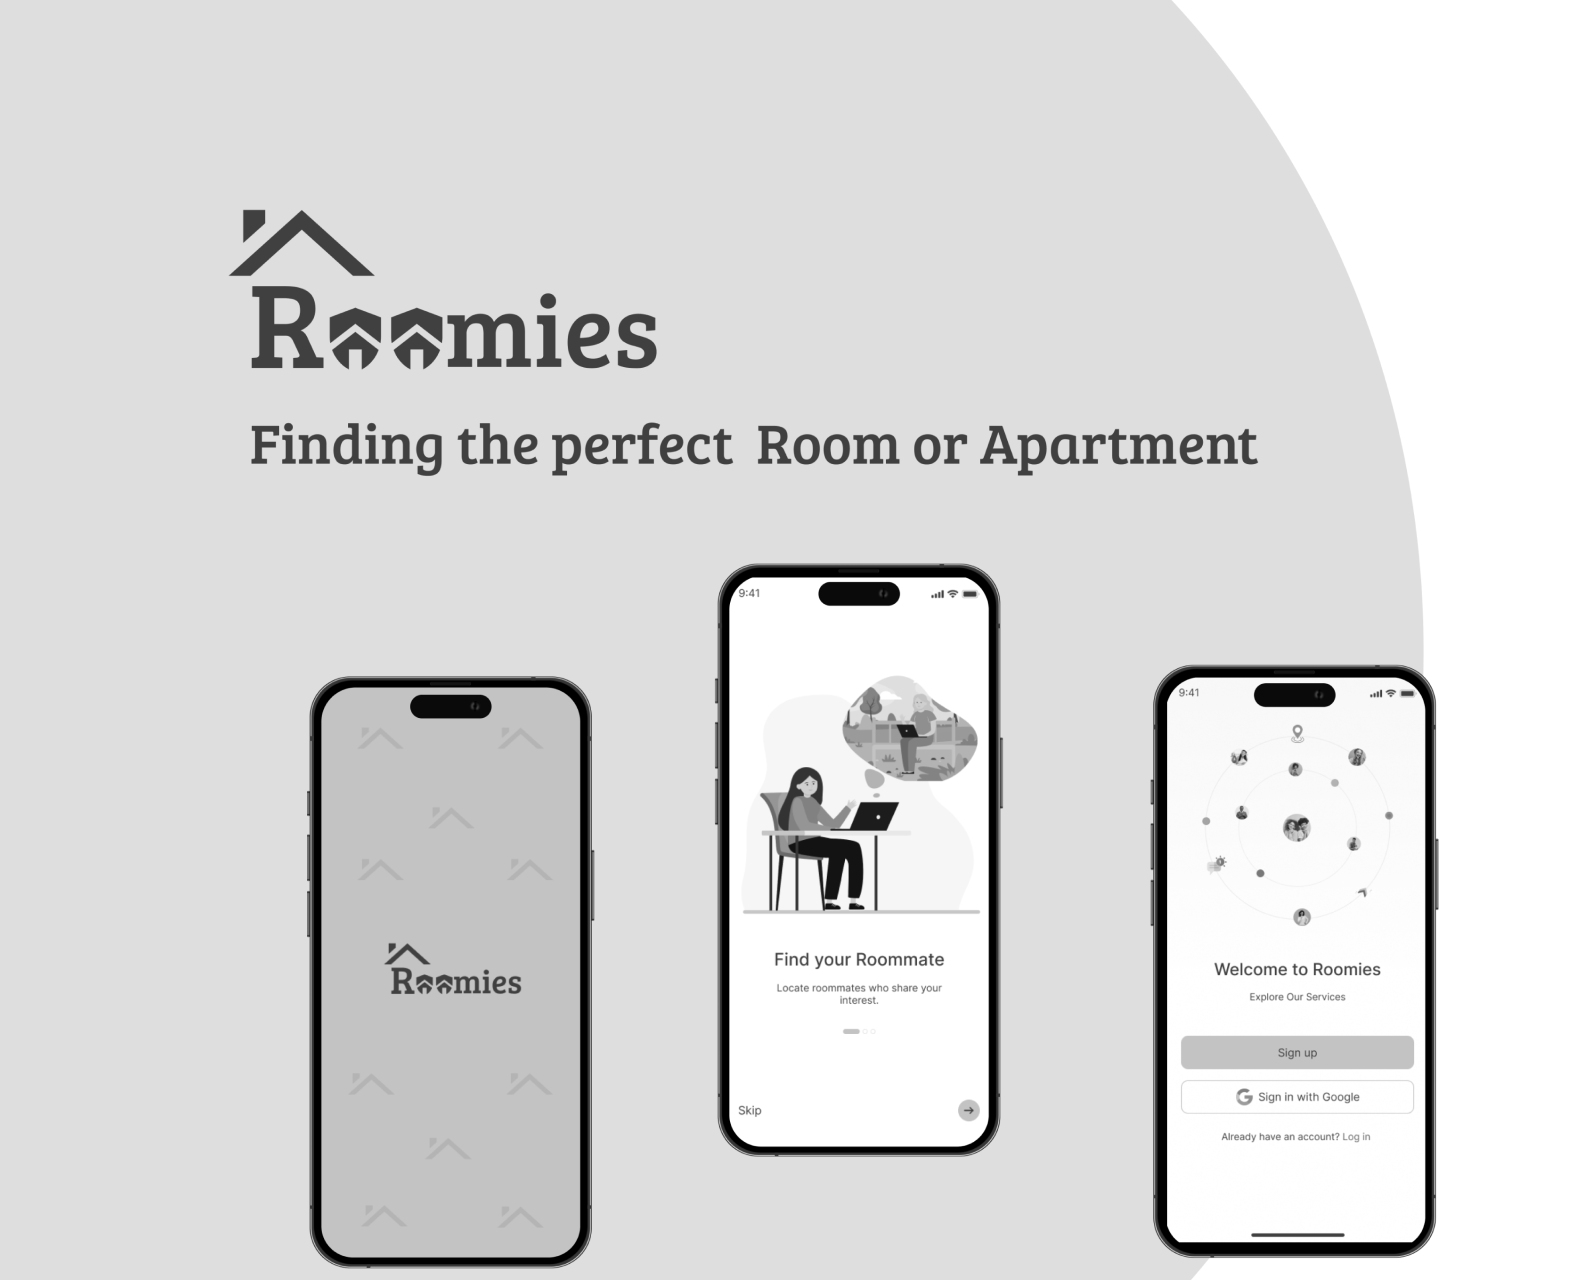 Roomies
Finding the perfect  Room or Apartment
Roomies
9:41
Find your Roommate
Locate roommates who share your
interest.
Skip
9:41
Welcome to Roomies
Explore Our Services
Sign up
Sign in with Google
Already have an account? Log in